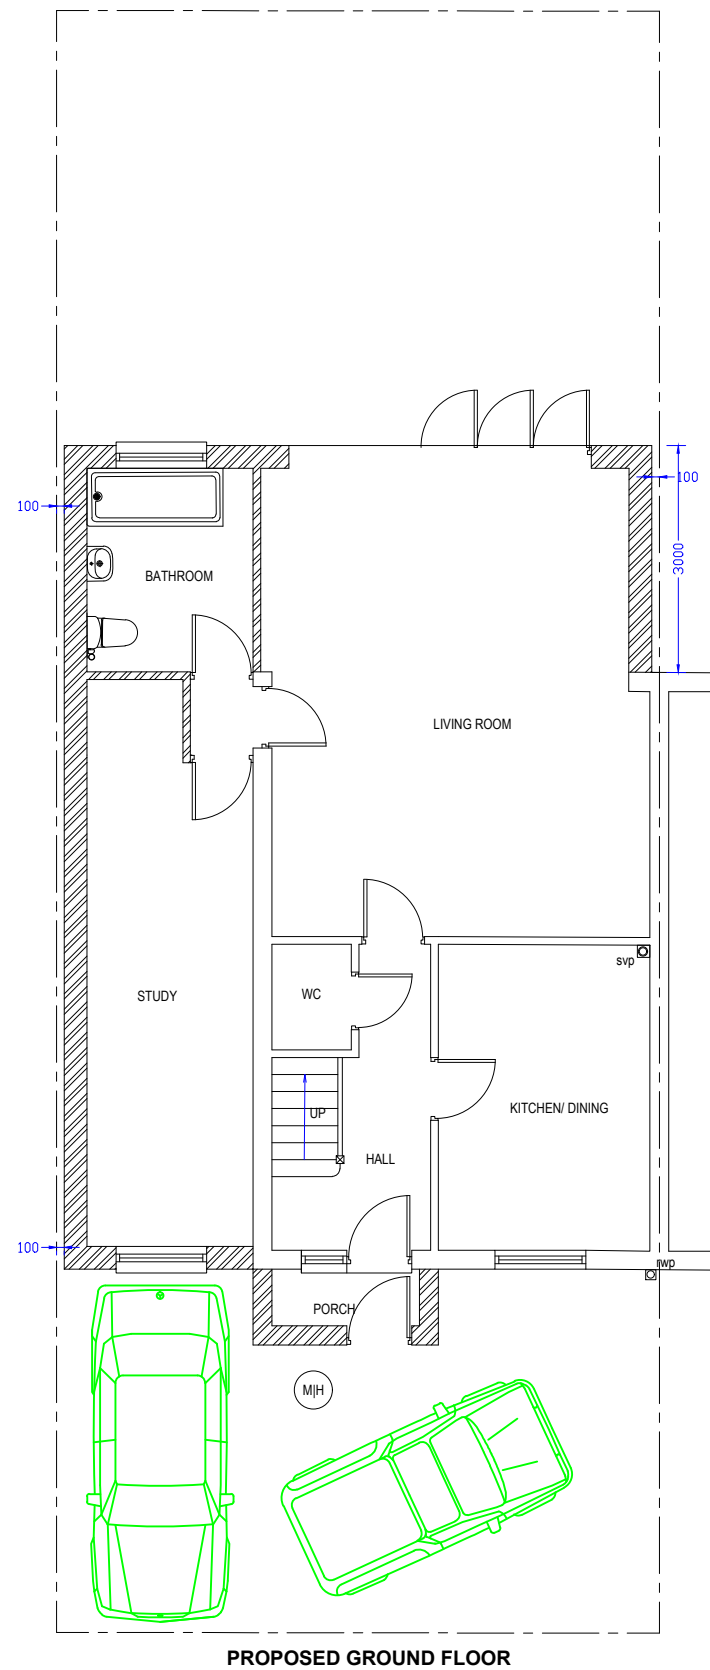 100
100
3000
BATHROOM
LIVING ROOM
svp
WC
STUDY
UP
KITCHEN/ DINING
HALL
100
rwp
PORCH
M|H
PROPOSED GROUND FLOOR